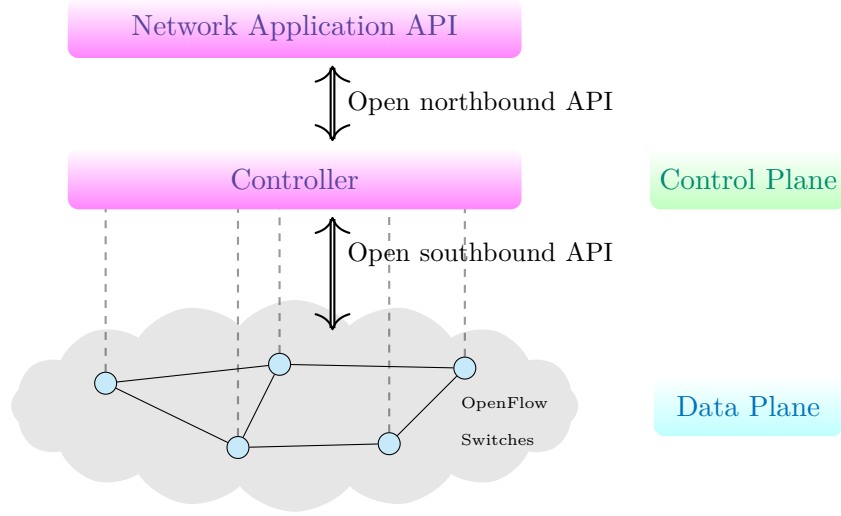 Network Application API
Open northbound API
Controller
Control Plane
Open southbound API
OpenFlow
Switches
Data Plane